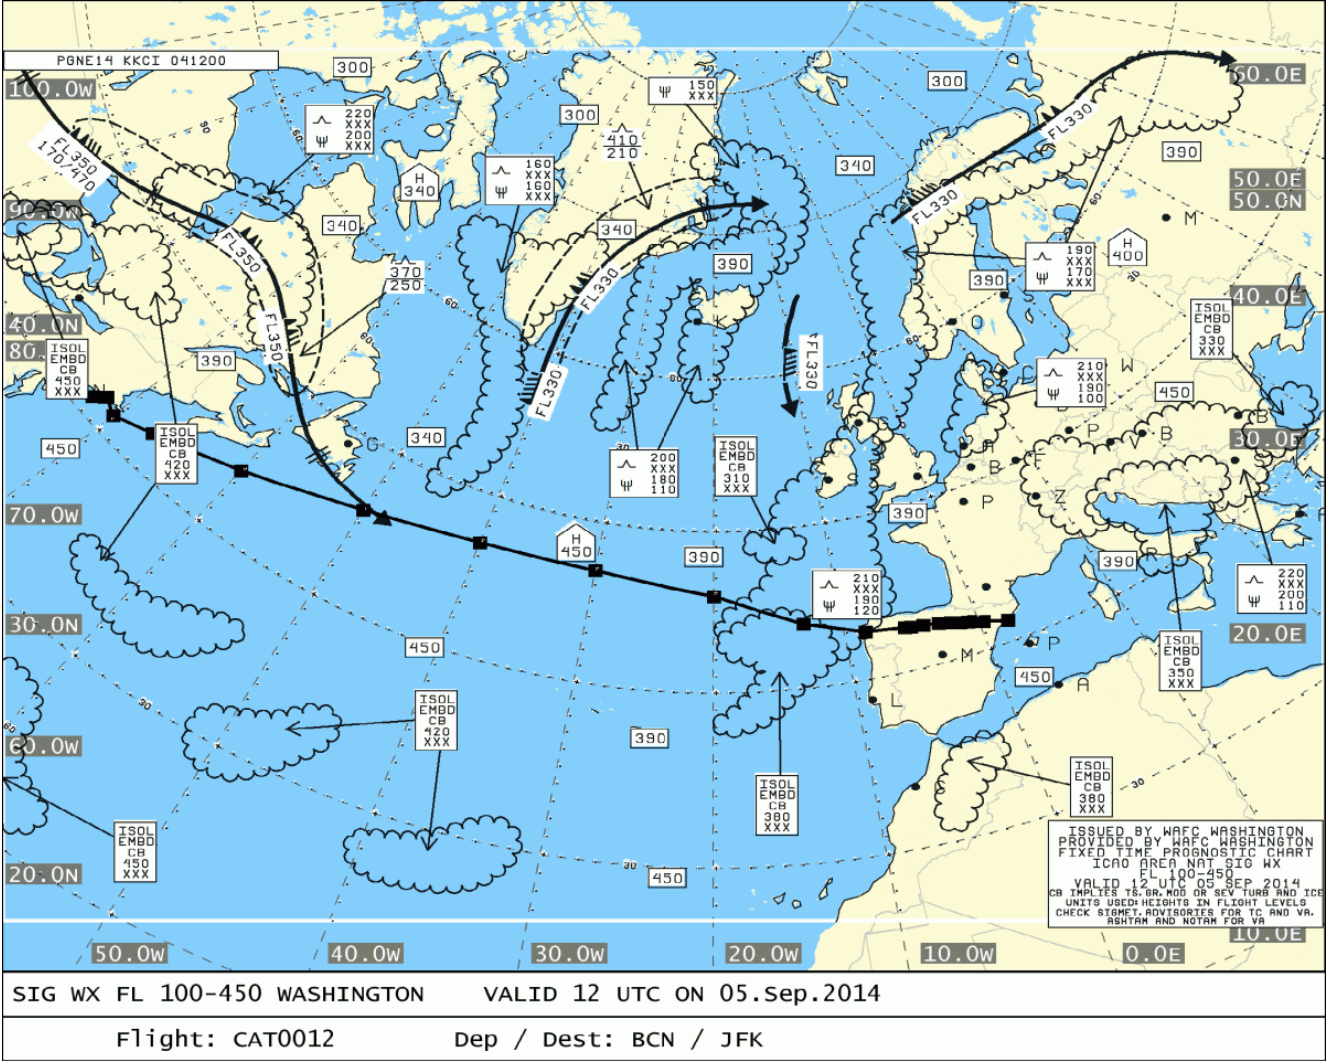 PGNE14 KKCI 041200
100.0W
300
300
300
60.0E
150
XXX
220
XXX
200
XXX
410
210
160
XXX
160
XXX
FL350
170/470
H
340
340
340
340
FL330
390
50.0E
50.0N
90.0W
FL350
FL330
M
190
XXX
170
XXX
H
400
370
250
390
FL330
390
40.0E
40.0N
80
FL350
390
FL330
FL330
K
O
W
ISOL
EMBD
CB
330
XXX
ISOL
EMBD
CB
450
XXX
210
XXX
190
100
450
B
30.0E
450
ISOL
EMBD
CB
420
XXX
G
340
200
XXX
180
110
ISOL
EMBD
CB
310
XXX
S
A
B
P
F
P
V
B
Z
70.0W
390
H
450
390
390
R
210
XXX
190
120
T
220
XXX
200
110
30.0N
450
20.0E
M
P
450
A
L
ISOL
EMBD
CB
350
XXX
ISOL
EMBD
CB
420
XXX
390
60.0W
ISOL
EMBD
CB
380
XXX
ISOL
EMBD
CB
380
XXX
ISOL
EMBD
CB
450
XXX
20.0N
450
ISSUED BY WAFC WASHINGTON
PROVIDED BY WAFC WASHINGTON
FIXED TIME PROGNOSTIC CHART
ICAO AREA NAT SIG WX
FL 100-450
VALID 12 UTC 05 SEP 2014
CB IMPLIES TS,GR,MOD OR SEV TURB AND ICE
UNITS USED:HEIGHTS IN FLIGHT LEVELS
CHECK SIGMET,ADVISORIES FOR TC AND VA,
ASHTAM AND NOTAM FOR VA
10.0E
50.0W
40.0W
30.0W
20.0W
10.0W
0.0E
SIG WX FL 100-450 WASHINGTON VALID 12 UTC ON 05.Sep.2014
Flight: CAT0012 Dep / Dest: BCN / JFK